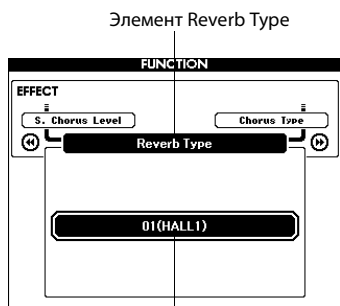 Элемент Reverb Type
FUNCTION
EFFECT
S. Chorus Level
Chorus Type
Reverb Type
01(HALL1)